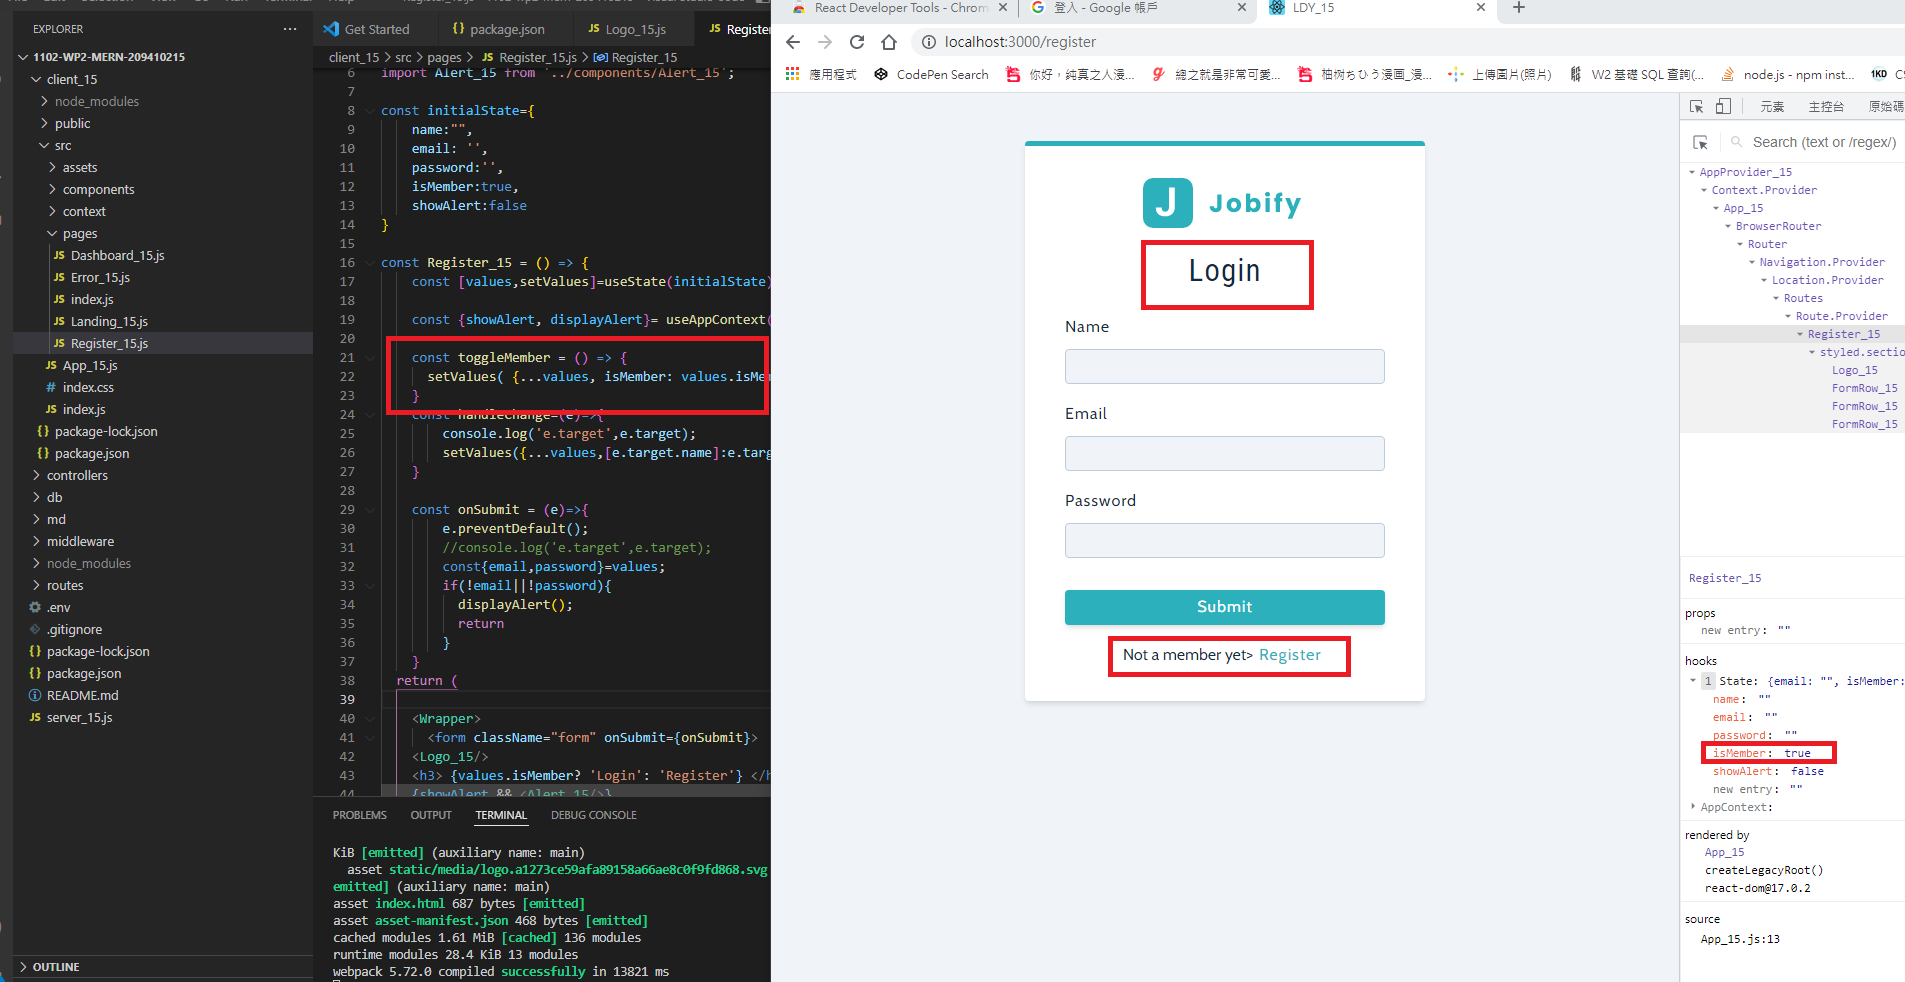 EXPLORER
1102-WP2-MERN-209410215
client_15
node_modules
public
src
assets
components
context
pages
Dashboard_15.js
Error_15.js
index.js
Landing_15.js
Register_15.js
App_15.js
index.css
index.js
package-lock.json
package.json
controllers
db
md
middleware
node_modules
routes
.env
.gitignore
package-lock.json
package.json
README.md
server_15.js
OUTLINE
Get Started
package.json
Logo_15.js
Register
client_15 > src > pages > JS Register_15.js > Register_15
6 import Alert_15 from '../components/Alert_15';
7
8 const initialState={
9 name:"",
10 email: '',
11 password:'',
12 isMember:true,
13 showAlert:false
14 }
15
16 const Register_15 = () => {
17 const [values,setValues]=useState(initialState)
18
19 const {showAlert, displayAlert}= useAppContext(
20
21 const toggleMember = () => {
22 setValues( {...values, isMember: values.isMe
23 }
24 const handleChange=(e)=>{
25 console.log('e.target',e.target);
26 setValues({...values,[e.target.name]:e.targ
27 }
28
29 const onSubmit = (e)=>{
30 e.preventDefault();
31 //console.log('e.target',e.target);
32 const{email,password}=values;
33 if(!email||!password){
34 displayAlert();
35 return
36 }
37 }
38 return (
39
40 <Wrapper>
41 <form className="form" onSubmit={onSubmit}>
42 <Logo_15/>
43 <h3> {values.isMember? 'Login': 'Register'} </h
44 {showAlert && <Alert_15/>}
PROBLEMS OUTPUT TERMINAL DEBUG CONSOLE
KiB [emitted] (auxiliary name: main)
asset static/media/logo.a1273ce59afa89158a66ae8c0f9fd868.svg
emitted] (auxiliary name: main)
asset index.html 687 bytes [emitted]
asset asset-manifest.json 468 bytes [emitted]
cached modules 1.61 MiB [cached] 136 modules
runtime modules 28.4 KiB 13 modules
webpack 5.72.0 compiled successfully in 13821 ms
React Developer Tools - Chrom
登入 - Google 帳戶
LDY_15
localhost:3000/register
應用程式
CodePen Search
你好，純真之人漫...
總之就是非常可愛...
柚树ちひう漫画_漫...
上傳圖片(照片)
W2 基礎 SQL 查詢(...
node.js - npm inst...
1KD
Jobify
Login
Name
Email
Password
Submit
Not a member yet> Register
元素 主控台 原始碼
Search (text or /regex/)
AppProvider_15
Context.Provider
App_15
BrowserRouter
Router
Navigation.Provider
Location.Provider
Routes
Route.Provider
Register_15
styled.sectio
Logo_15
FormRow_15
FormRow_15
FormRow_15
Register_15
props
new entry: ""
hooks
1 State: {email: "", isMember:
name: ""
email: ""
password: ""
isMember: true
showAlert: false
new entry: ""
AppContext:
rendered by
App_15
createLegacyRoot()
react-dom@17.0.2
source
App_15.js:13